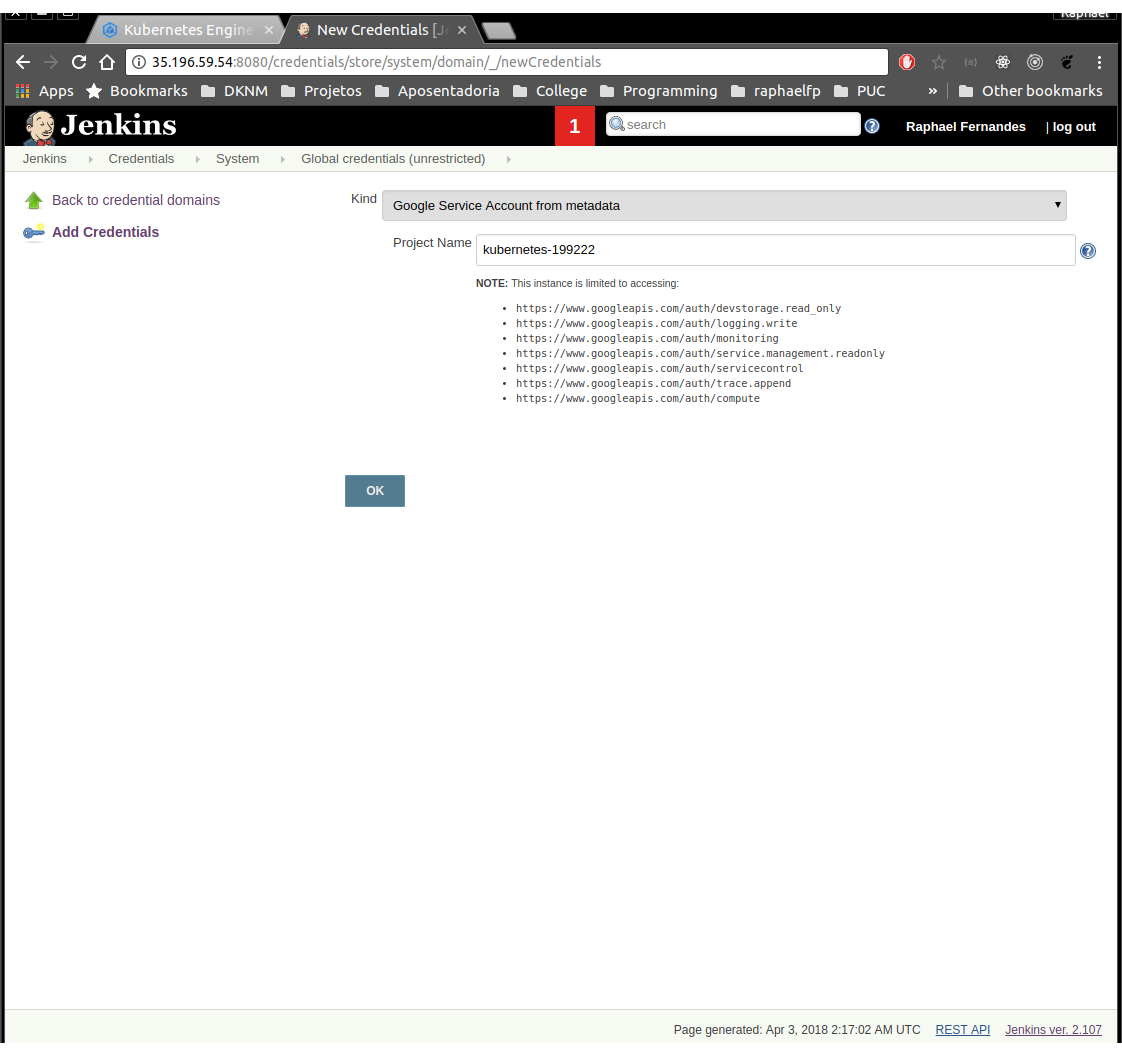 Raphael
Kubernetes Engine
New Credentials [J
35.196.59.54:8080/credentials/store/system/domain/_/newCredentials
Apps Bookmarks DKNM Projetos Aposentadoria College Programming raphaelfp PUC » Other bookmarks
Jenkins 1 search Raphael Fernandes | log out
Jenkins Credentials System Global credentials (unrestricted)
Back to credential domains
Add Credentials
Kind Google Service Account from metadata
Project Name kubernetes-199222
NOTE: This instance is limited to accessing:
• https://www.googleapis.com/auth/devstorage.read_only
• https://www.googleapis.com/auth/logging.write
• https://www.googleapis.com/auth/monitoring
• https://www.googleapis.com/auth/service.management.readonly
• https://www.googleapis.com/auth/servicecontrol
• https://www.googleapis.com/auth/trace.append
• https://www.googleapis.com/auth/compute
OK
Page generated: Apr 3, 2018 2:17:02 AM UTC REST API Jenkins ver. 2.107